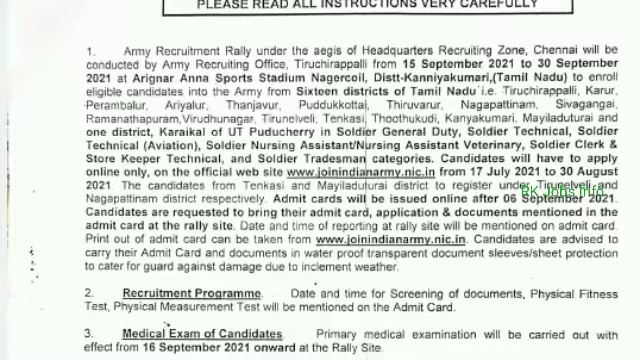 PLEASE READ ALL INSTRUCTIONS VERY CAREFULLY
1. Army Recruitment Rally under the aegis of Headquarters Recruiting Zone, Chennai will be
conducted by Army Recruiting Office, Tiruchirappalli from 15 September 2021 to 30 September
2021 at Arignar Anna Sports Stadium Nagercoil, Distt-Kanniyakumari,(Tamil Nadu) to enroll
eligible candidates into the Army from Sixteen districts of Tamil Nadu i.e. Tiruchirappalli, Karur,
Perambalur, Ariyalur, Thanjavur, Puddukkottai, Thiruvarur, Nagapattinam, Sivagangai,
Ramanathapuram,Virudhunagar, Tirunelveli, Tenkasi, Thoothukudi, Kanyakumari, Mayiladuturai and
one district, Karaikal of UT Puducherry in Soldier General Duty, Soldier Technical, Soldier
Technical (Aviation), Soldier Nursing Assistant/Nursing Assistant Veterinary, Soldier Clerk &
Store Keeper Technical, and Soldier Tradesman categories. Candidates will have to apply
online only, on the official web site www.joinindianarmy.nic.in from 17 July 2021 to 30 August
2021. The candidates from Tenkasi and Mayiladuturai district to register under Tirunelveli and
Nagapattinam district respectively. Admit cards will be issued online after 06 September 2021.
RK Jobs Info
Candidates are requested to bring their admit card, application & documents mentioned in the
admit card at the rally site. Date and time of reporting at rally site will be mentioned on admit card.
Print out of admit card can be taken from www.joinindianarmy.nic.in. Candidates are advised to
carry their Admit Card and documents in water proof transparent document sleeves/sheet protection
to cater for guard against damage due to inclement weather.
2. Recruitment Programme. Date and time for Screening of documents, Physical Fitness
Test, Physical Measurement Test will be mentioned on the Admit Card.
3. Medical Exam of Candidates. Primary medical examination will be carried out with
effect from 16 September 2021 onward at the Rally Site.